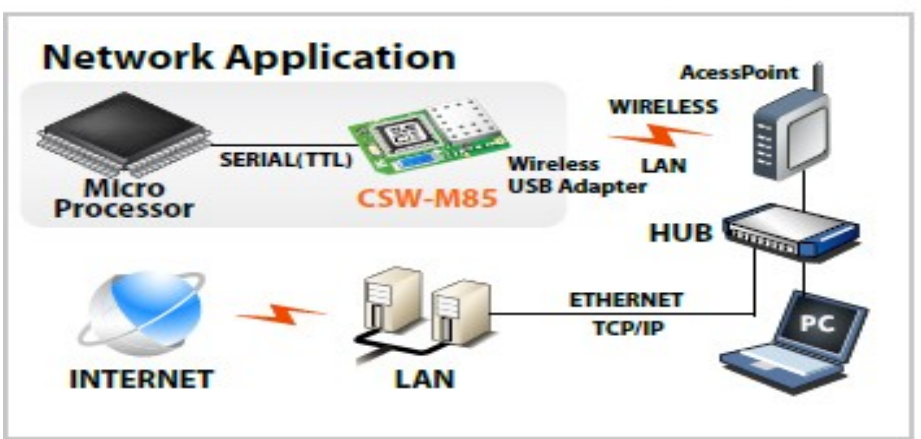 Network Application
AcessPoint
WIRELESS
LAN
SERIAL(TTL)
Wireless
USB Adapter
Micro
Processor
CSW-M85
HUB
ETHERNET
TCP/IP
PC
INTERNET
LAN